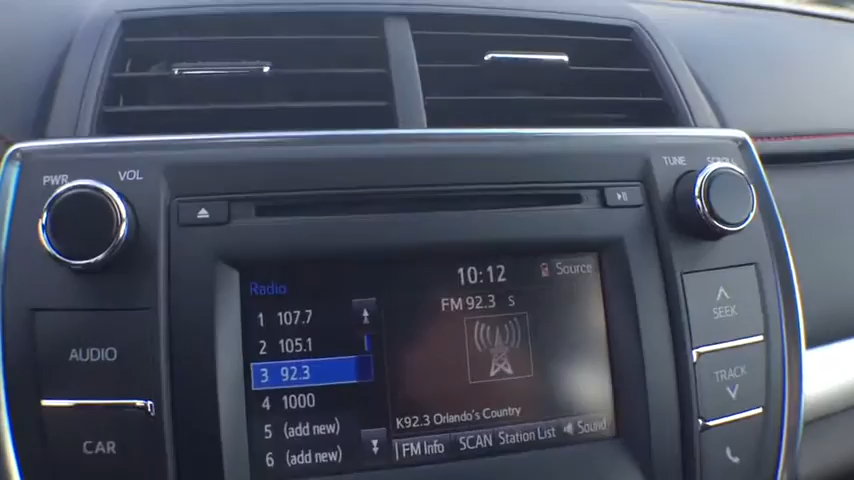 PWR VOL
TUNE SCROLL
10:12
Radio
Source
FM 92.3 S
1 107.7
2 105.1
3 92.3
4 1000
5 (add new)
6 (add new)
K92.3 Orlando's Country
FM Info SCAN Station List Sound
AUDIO
CAR
SEEK
TRACK